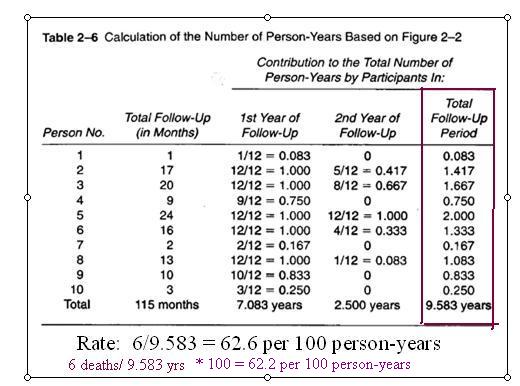 Table 2–6 Calculation of the Number of Person-Years Based on Figure 2–2
Contribution to the Total Number of
Person-Years by Participants In:
Total
Total Follow-Up 1st Year of 2nd Year of Follow-Up
Person No. (in Months) Follow-Up Follow-Up Period
1 1 1/12 = 0.083 0 0.083
2 17 12/12 = 1.000 5/12 = 0.417 1.417
3 20 12/12 = 1.000 8/12 = 0.667 1.667
4 9 9/12 = 0.750 0 0.750
5 24 12/12 = 1.000 12/12 = 1.000 2.000
6 16 12/12 = 1.000 4/12 = 0.333 1.333
7 2 2/12 = 0.167 0 0.167
8 13 12/12 = 1.000 1/12 = 0.083 1.083
9 10 10/12 = 0.833 0 0.833
10 3 3/12 = 0.250 0 0.250
Total 115 months 7.083 years 2.500 years 9.583 years
Rate: 6/9.583 = 62.6 per 100 person-years
6 deaths/ 9.583 yrs * 100 = 62.2 per 100 person-years